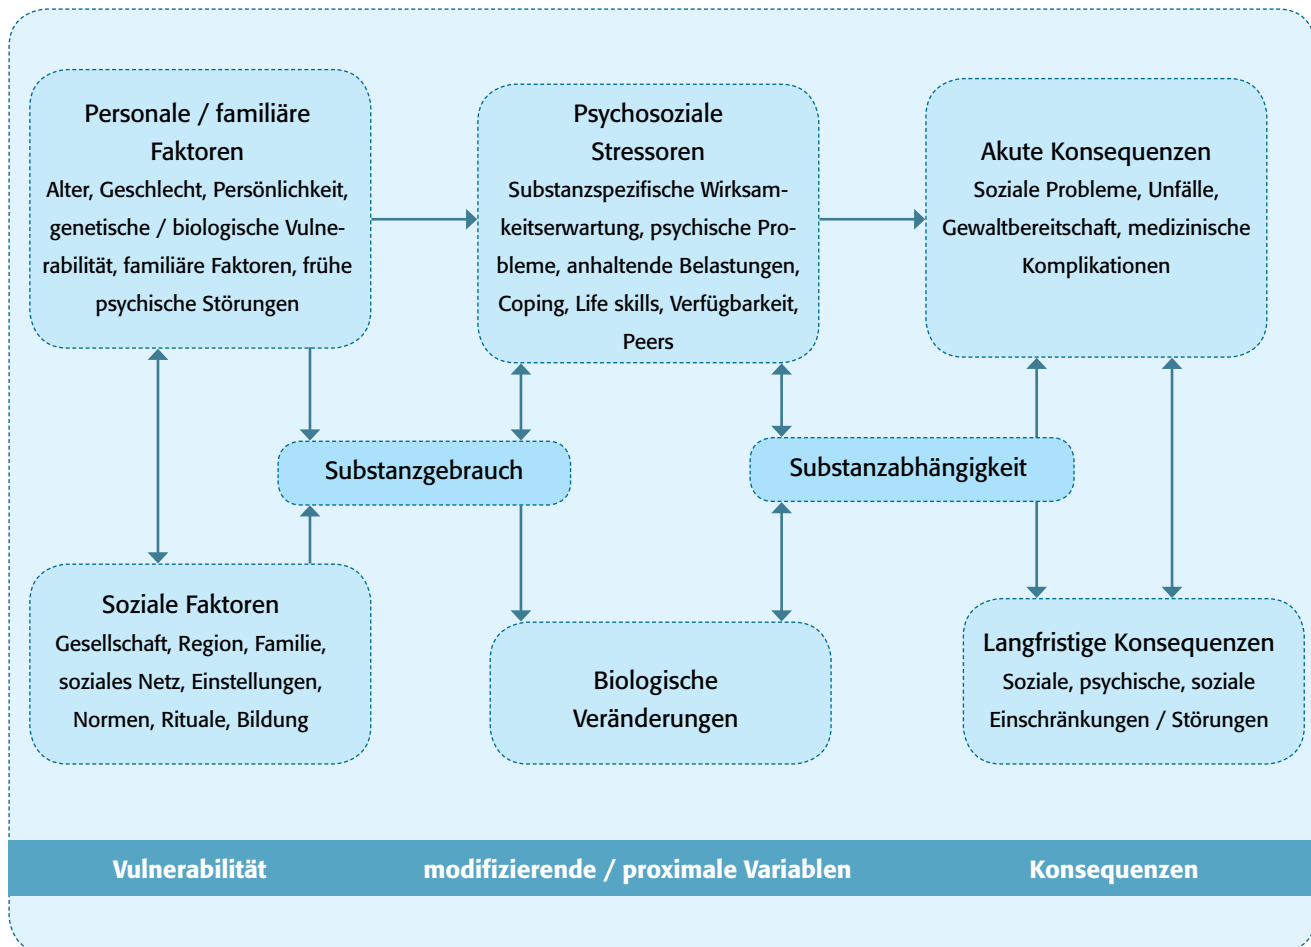 Personale / familiäre
Faktoren
Alter, Geschlecht, Persönlichkeit,
genetische / biologische Vulne-
rabilität, familiäre Faktoren, frühe
psychische Störungen
Psychosoziale
Stressoren
Substanzspezifische Wirksam-
keitserwartung, psychische Pro-
bleme, anhaltende Belastungen,
Coping, Life skills, Verfügbarkeit,
Peers
Akute Konsequenzen
Soziale Probleme, Unfälle,
Gewaltbereitschaft, medizinische
Komplikationen
Substanzgebrauch
Substanzabhängigkeit
Soziale Faktoren
Gesellschaft, Region, Familie,
soziales Netz, Einstellungen,
Normen, Rituale, Bildung
Biologische
Veränderungen
Langfristige Konsequenzen
Soziale, psychische, soziale
Einschränkungen / Störungen
Vulnerabilität
modifizierende / proximale Variablen
Konsequenzen